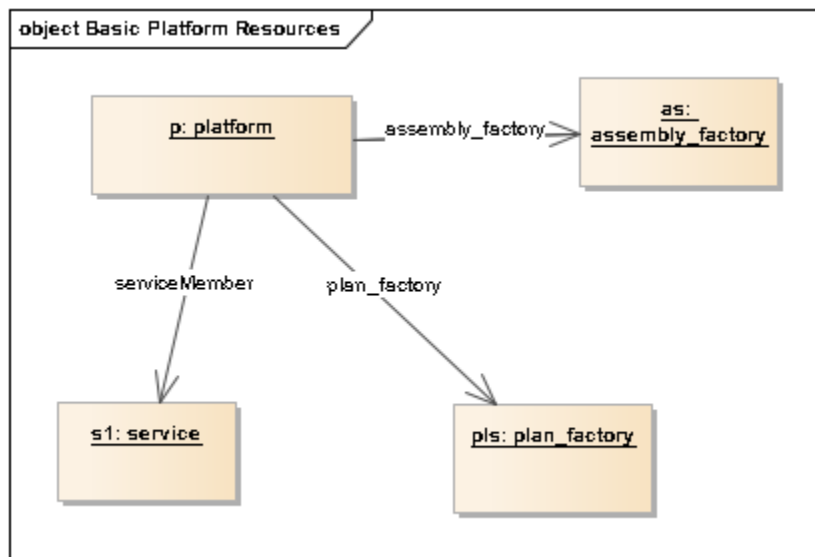 object Basic Platform Resources
p: platform
assembly_factory
as:
assembly_factory
serviceMember
plan_factory
s1: service
pls: plan_factory